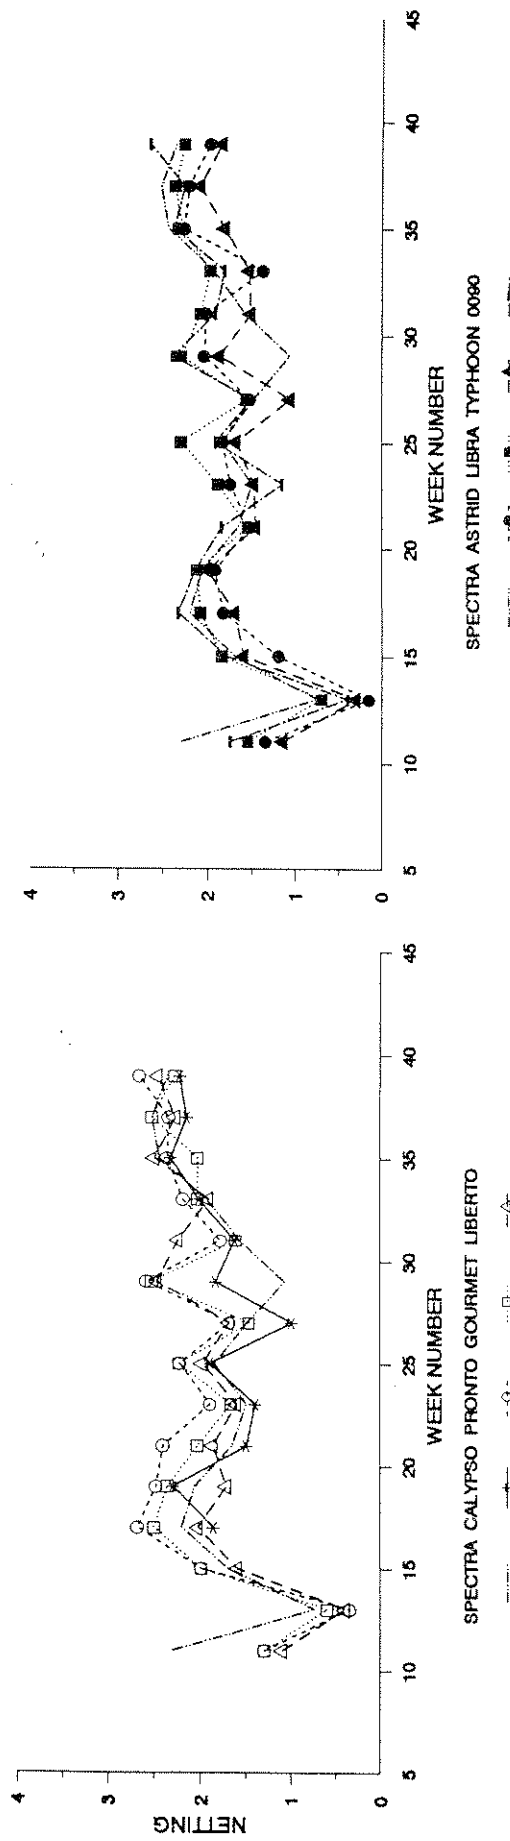 NETTING
4
3
2
1
0
5 10 15 20 25 30 35 40 45
WEEK NUMBER
SPECTRA CALYPSO PRONTO GOURMET LIBERTO
4
3
2
1
0
5 10 15 20 25 30 35 40 45
WEEK NUMBER
SPECTRA ASTRID LIBRA TYPHOON 0090